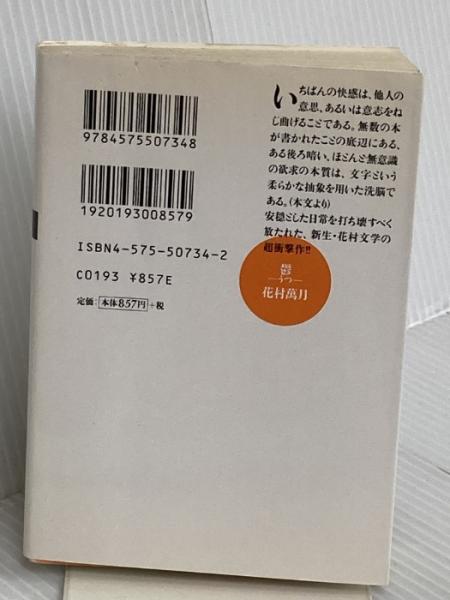 9784575507348
1920193008579
ISBN4-575-50734-2
C0193 ¥857E
定価：本体857円+税
いちばんの快感は、他人の
意思、あるいは意志をね
じ曲げることである。無数の本
が書かれたことの底辺にある、
ある後ろ暗い、ほとんど無意識
の欲求の本質は、文字という
柔らかな抽象を用いた洗脳で
ある。(本文より)
安穏とした日常を打ち壊すべく
放たれた、新生・花村文学の
超衝撃作!!
鬱
―うつ―
花村萬月